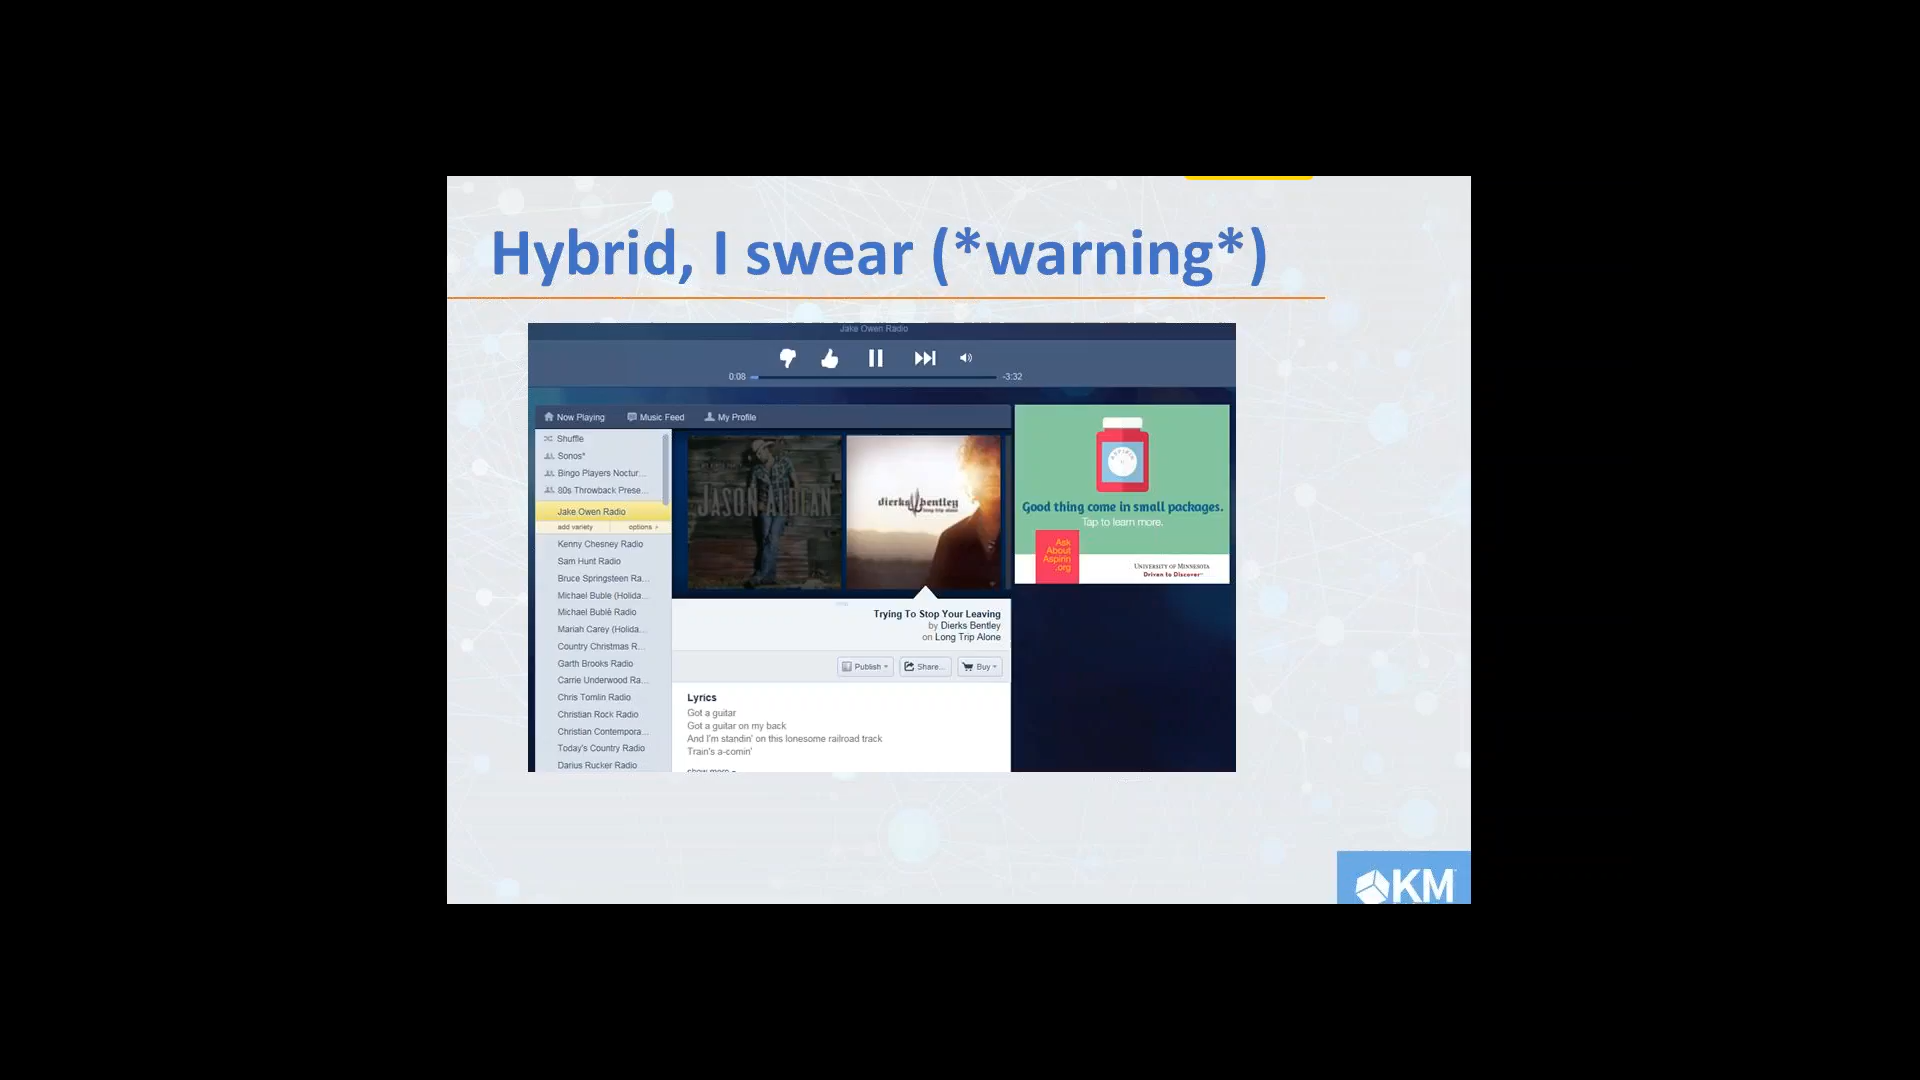 Hybrid, I swear (*warning*)
Jake Owen Radio
0:08
-3:32
Now Playing
Music Feed
My Profile
Shuffle
Sonos*
Bingo Players Noctur...
80s Throwback Prese...
Jake Owen Radio
add variety
options
Kenny Chesney Radio
Sam Hunt Radio
Bruce Springsteen Ra...
Michael Buble (Holida...
Michael Bublé Radio
Mariah Carey (Holida...
Country Christmas R...
Garth Brooks Radio
Carrie Underwood Ra...
Chris Tomlin Radio
Christian Rock Radio
Christian Contempora...
Today's Country Radio
Darius Rucker Radio
JASON ALDEAN
dierks bentley
long trip alone
Trying To Stop Your Leaving
by Dierks Bentley
on Long Trip Alone
Publish
Share...
Buy
Lyrics
Got a guitar
Got a guitar on my back
And I'm standin' on this lonesome railroad track
Train's a-comin'
show more
ASPIRIN
Good thing come in small packages.
Tap to learn more.
Ask
About
Aspirin
.org
UNIVERSITY OF MINNESOTA
Driven to Discover
KM